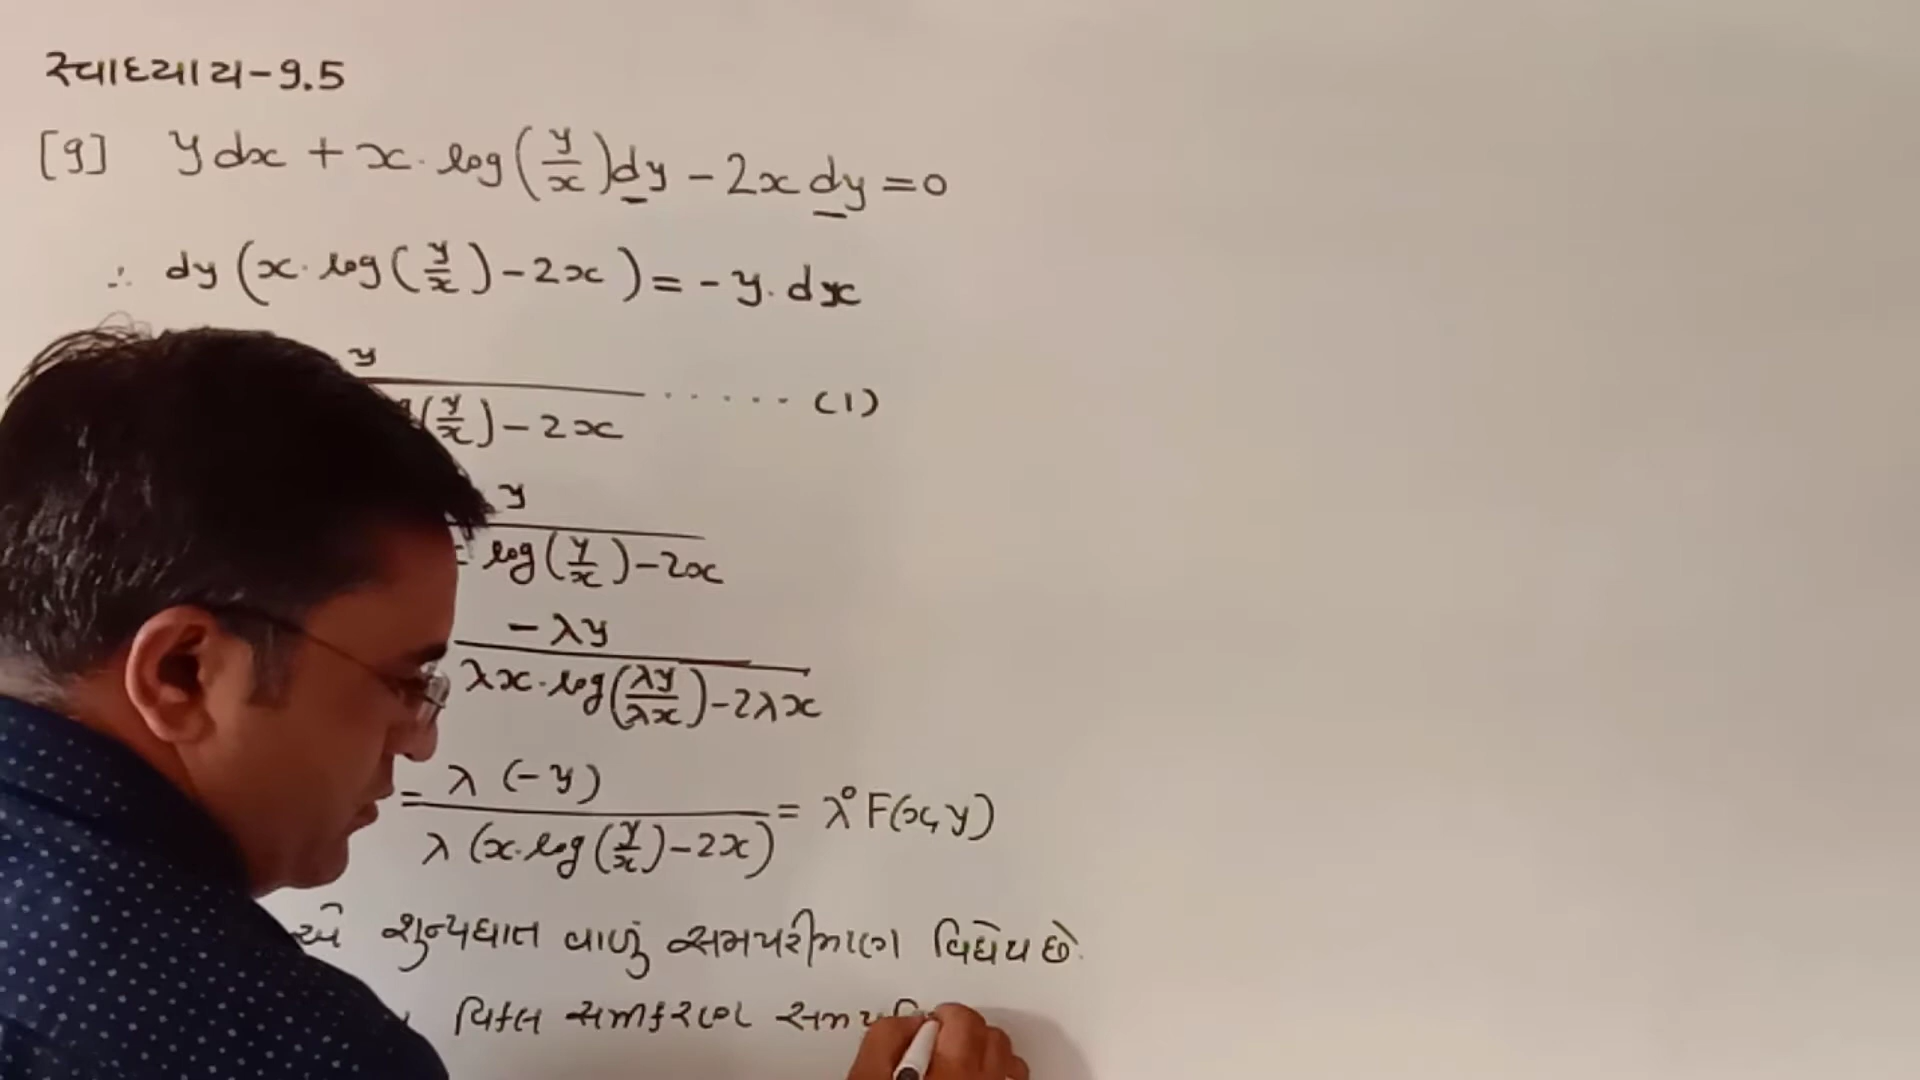 સ્વાધ્યાય-9.5
[9] y dx + x · log(y/x) dy - 2x dy = 0
∴ dy (x · log(y/x) - 2x) = - y · dx
y / (y/x) - 2x ...... (1)
y / log(y/x) - 2x
-λy / λx · log(λy/λx) - 2λx
= λ(-y) / λ(x · log(y/x) - 2x) = λ⁰ F(x, y)
એ શુન્યઘાત વાળું સમપરીમાણ વિધેય છે.
વિકલ સમીકરણ